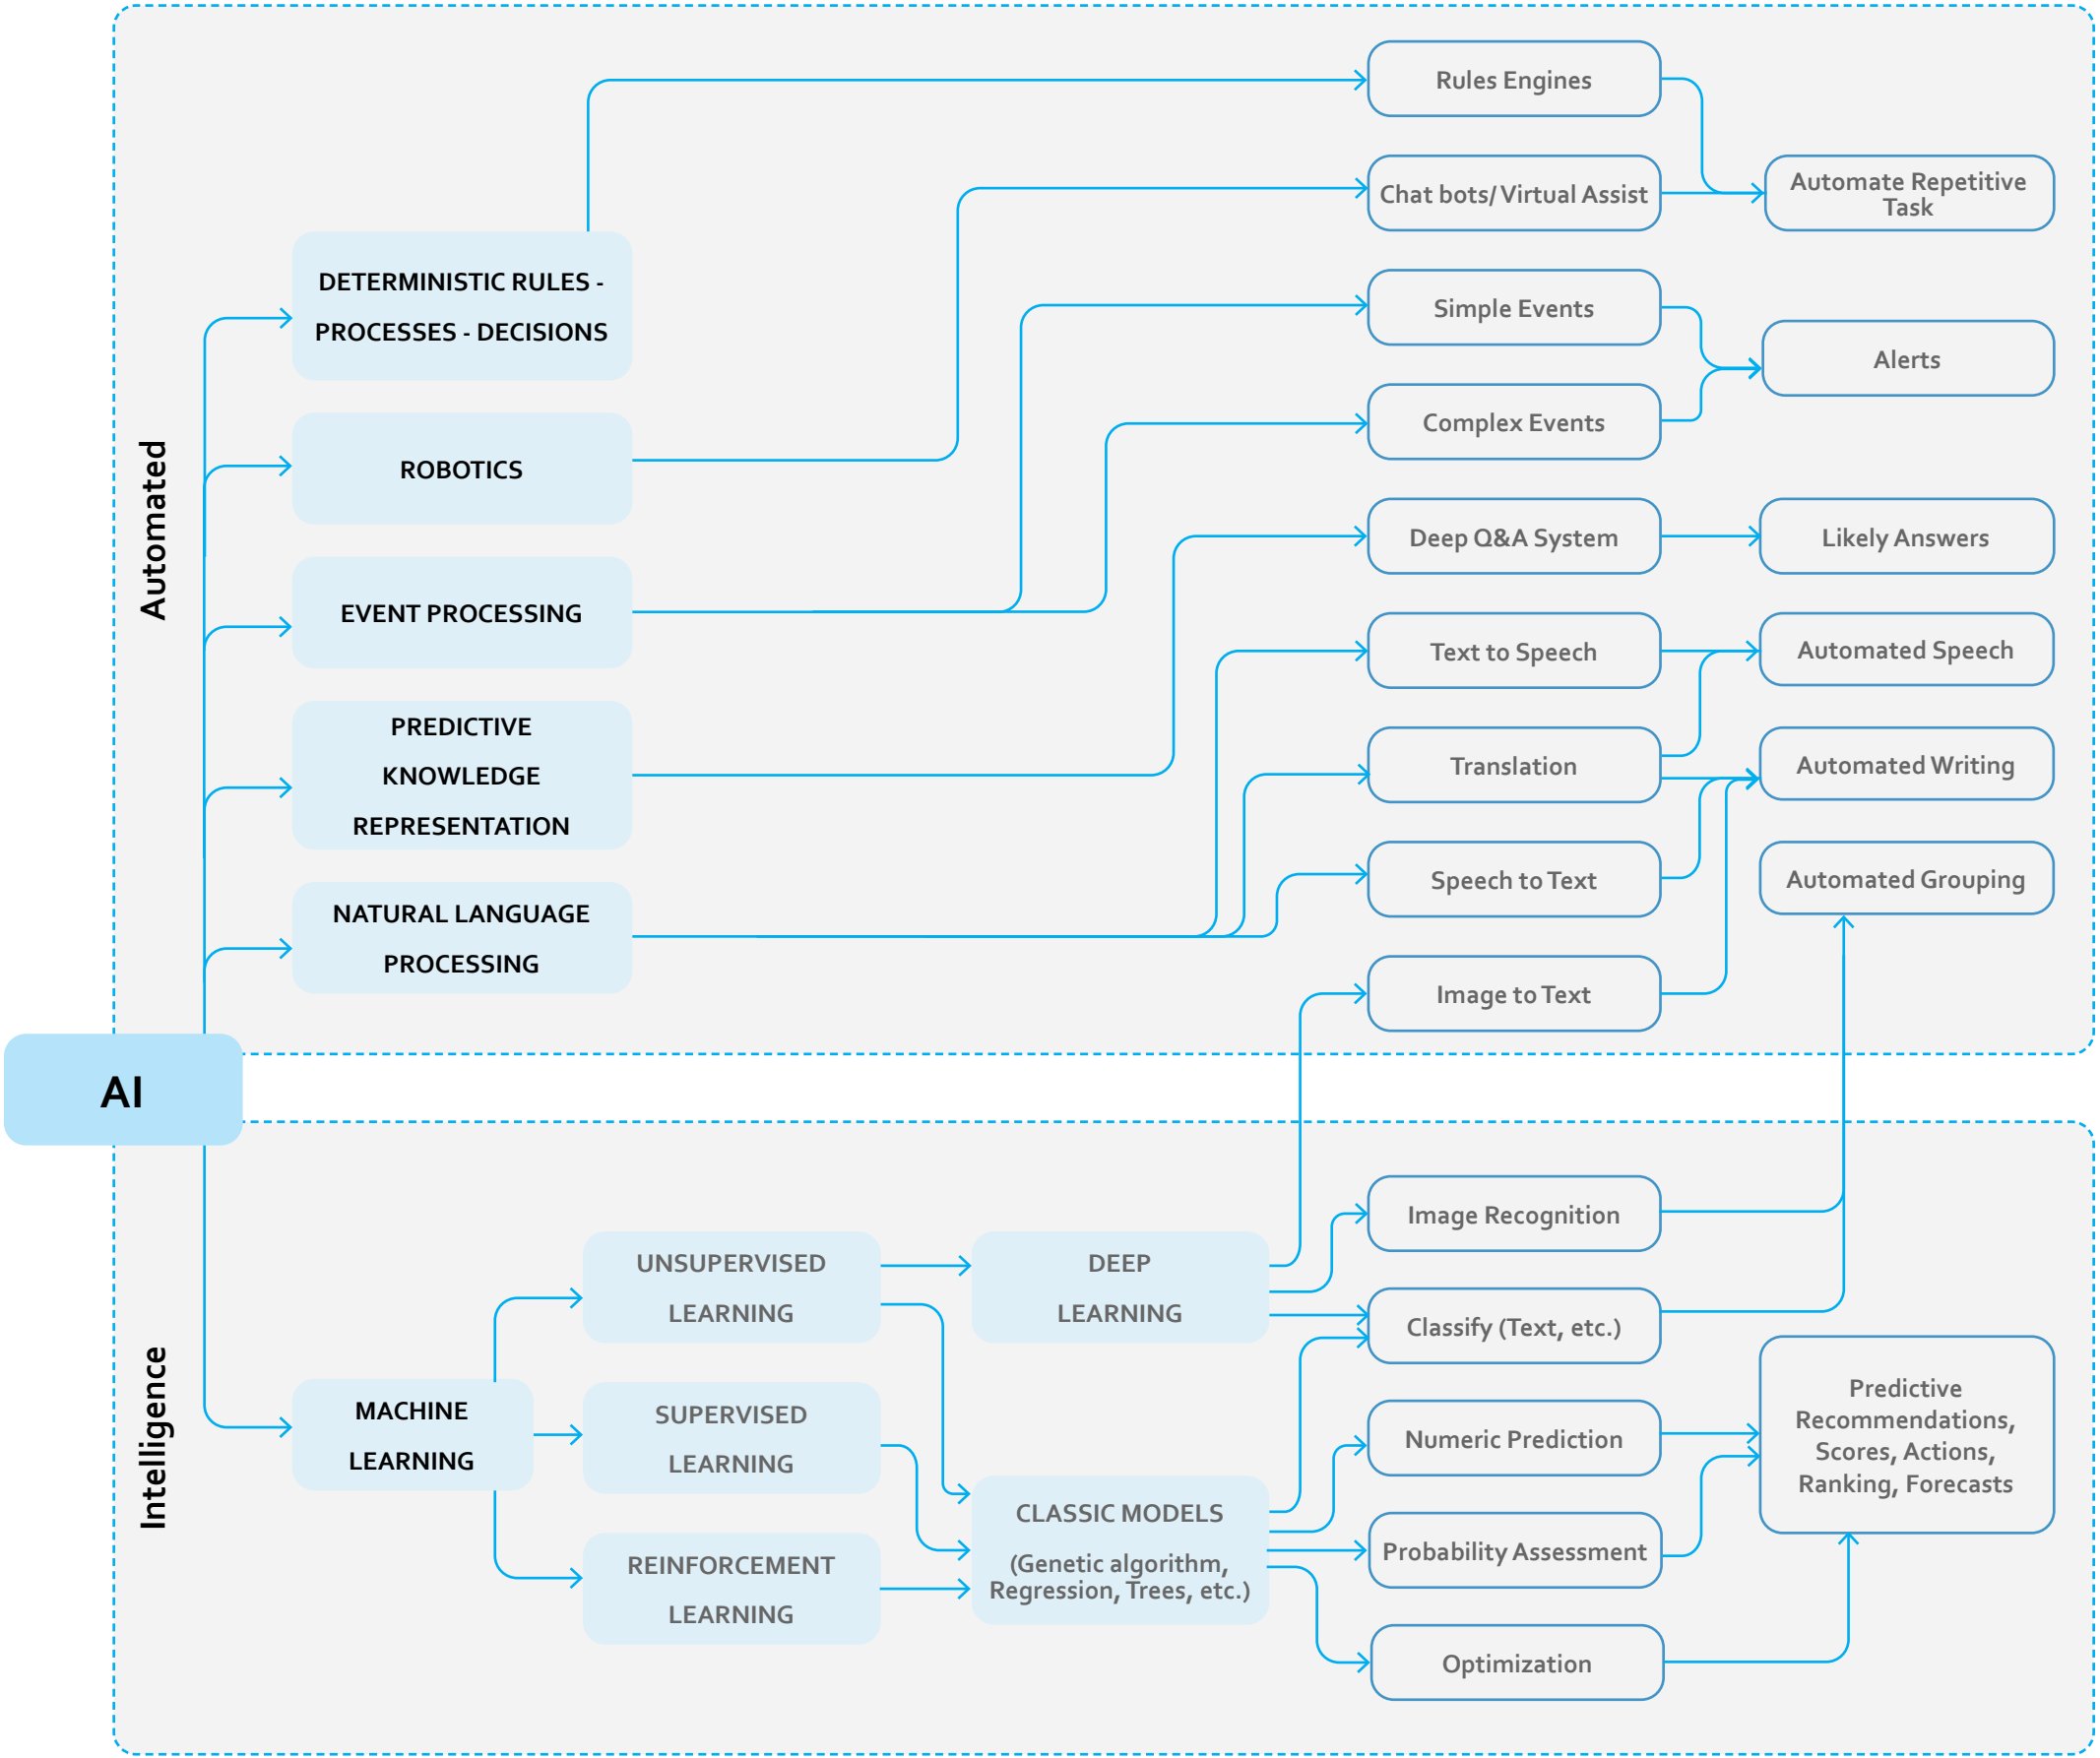 Automated
DETERMINISTIC RULES -
PROCESSES - DECISIONS
ROBOTICS
EVENT PROCESSING
PREDICTIVE
KNOWLEDGE
REPRESENTATION
NATURAL LANGUAGE
PROCESSING
Rules Engines
Chat bots/ Virtual Assist
Simple Events
Complex Events
Deep Q&A System
Text to Speech
Translation
Speech to Text
Image to Text
Automate Repetitive
Task
Alerts
Likely Answers
Automated Speech
Automated Writing
Automated Grouping
AI
Intelligence
MACHINE
LEARNING
UNSUPERVISED
LEARNING
SUPERVISED
LEARNING
REINFORCEMENT
LEARNING
DEEP
LEARNING
CLASSIC MODELS
(Genetic algorithm,
Regression, Trees, etc.)
Image Recognition
Classify (Text, etc.)
Numeric Prediction
Probability Assessment
Optimization
Predictive
Recommendations,
Scores, Actions,
Ranking, Forecasts